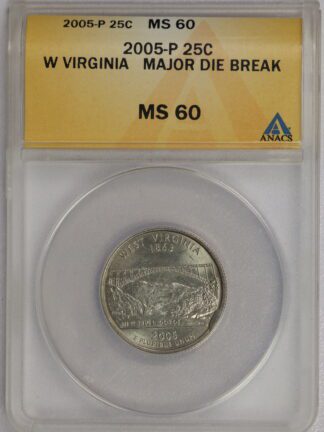 2005-P 25C MS 60
2005-P 25C
W VIRGINIA MAJOR DIE BREAK
MS 60
ANACS
WEST VIRGINIA
1863
NEW RIVER GORGE
2005
E PLURIBUS UNUM